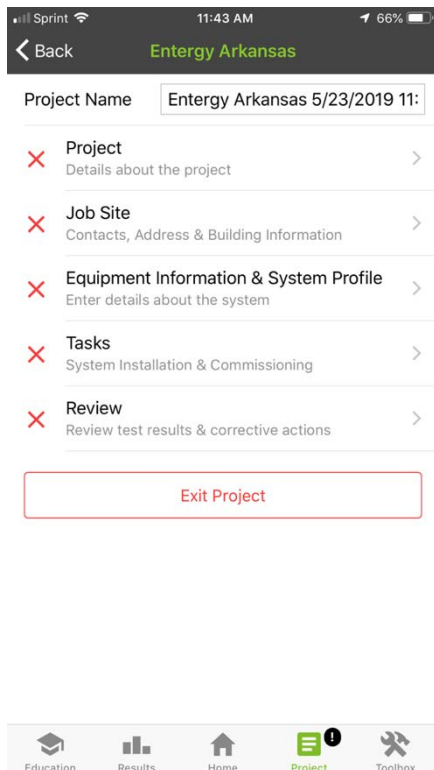 Sprint 11:43 AM 66%
Back Entergy Arkansas
Project Name Entergy Arkansas 5/23/2019 11:
Project
Details about the project
Job Site
Contacts, Address & Building Information
Equipment Information & System Profile
Enter details about the system
Tasks
System Installation & Commissioning
Review
Review test results & corrective actions
Exit Project
!
Education Results Home Project Toolbox